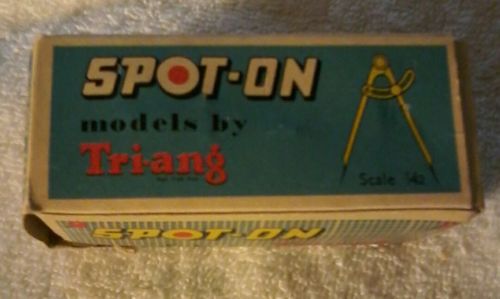 SPOT-ON
models by
Tri-ang
Scale 1/42
SPOT-ON